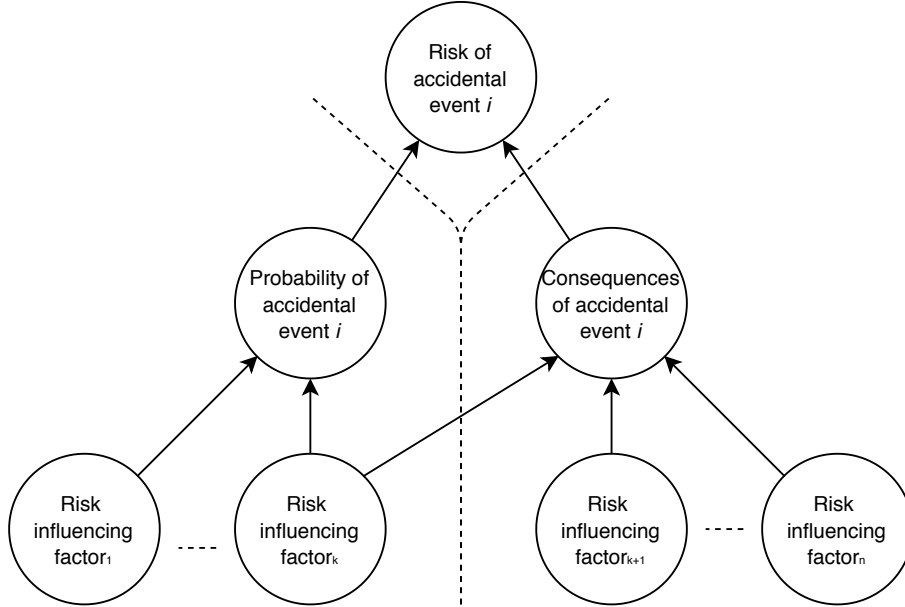 Risk of
accidental
event i
Probability of
accidental
event i
Consequences
of accidental
event i
Risk
influencing
factor₁
Risk
influencing
factorₖ
Risk
influencing
factorₖ₊₁
Risk
influencing
factorₙ